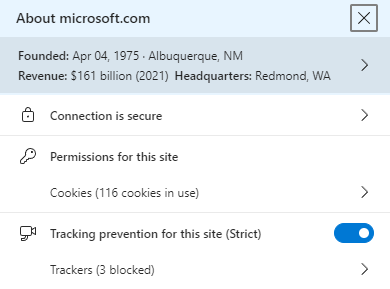 About microsoft.com
Founded: Apr 04, 1975 · Albuquerque, NM
Revenue: $161 billion (2021) Headquarters: Redmond, WA
Connection is secure
Permissions for this site
Cookies (116 cookies in use)
Tracking prevention for this site (Strict)
Trackers (3 blocked)